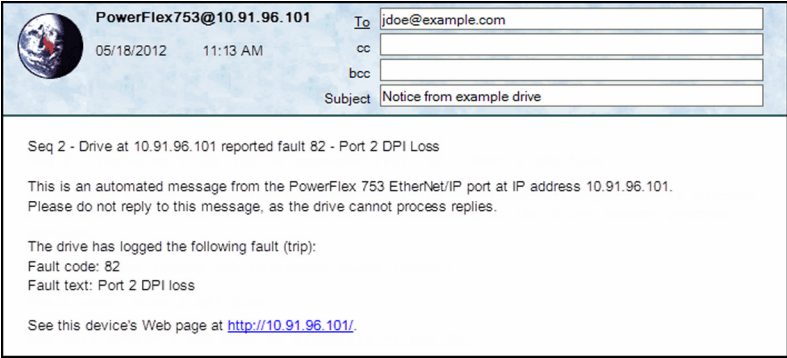 PowerFlex753@10.91.96.101
05/18/2012 11:13 AM
To jdoe@example.com
cc
bcc
Subject Notice from example drive
Seq 2 - Drive at 10.91.96.101 reported fault 82 - Port 2 DPI Loss
This is an automated message from the PowerFlex 753 EtherNet/IP port at IP address 10.91.96.101.
Please do not reply to this message, as the drive cannot process replies.
The drive has logged the following fault (trip):
Fault code: 82
Fault text: Port 2 DPI loss
See this device's Web page at http://10.91.96.101/.